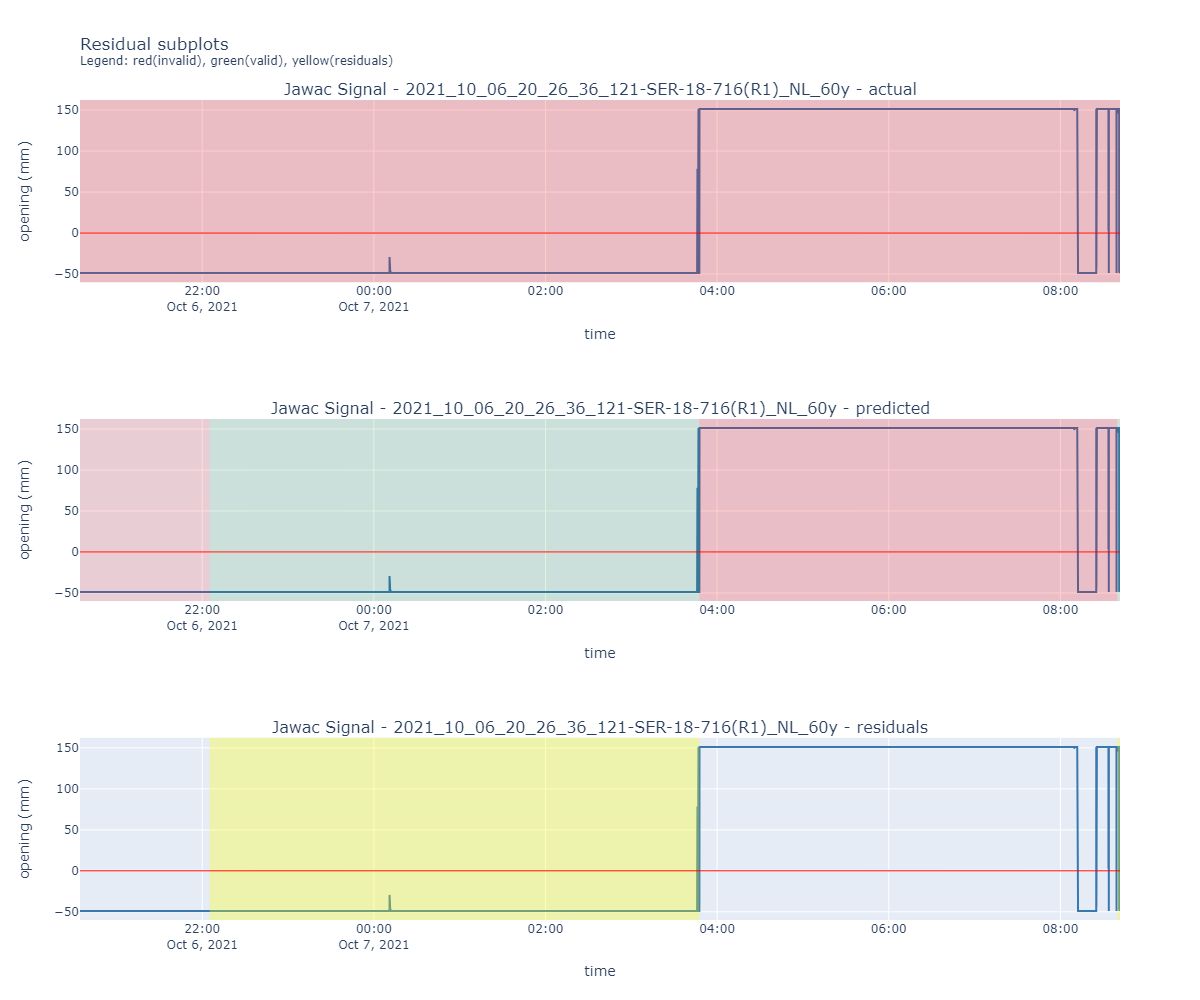 Residual subplots
Legend: red(invalid), green(valid), yellow(residuals)
Jawac Signal - 2021_10_06_20_26_36_121-SER-18-716(R1)_NL_60y - actual
150
100
50
0
−50
opening (mm)
22:00 00:00 02:00 04:00 06:00 08:00
Oct 6, 2021 Oct 7, 2021
time
Jawac Signal - 2021_10_06_20_26_36_121-SER-18-716(R1)_NL_60y - predicted
150
100
50
0
−50
opening (mm)
22:00 00:00 02:00 04:00 06:00 08:00
Oct 6, 2021 Oct 7, 2021
time
Jawac Signal - 2021_10_06_20_26_36_121-SER-18-716(R1)_NL_60y - residuals
150
100
50
0
−50
opening (mm)
22:00 00:00 02:00 04:00 06:00 08:00
Oct 6, 2021 Oct 7, 2021
time